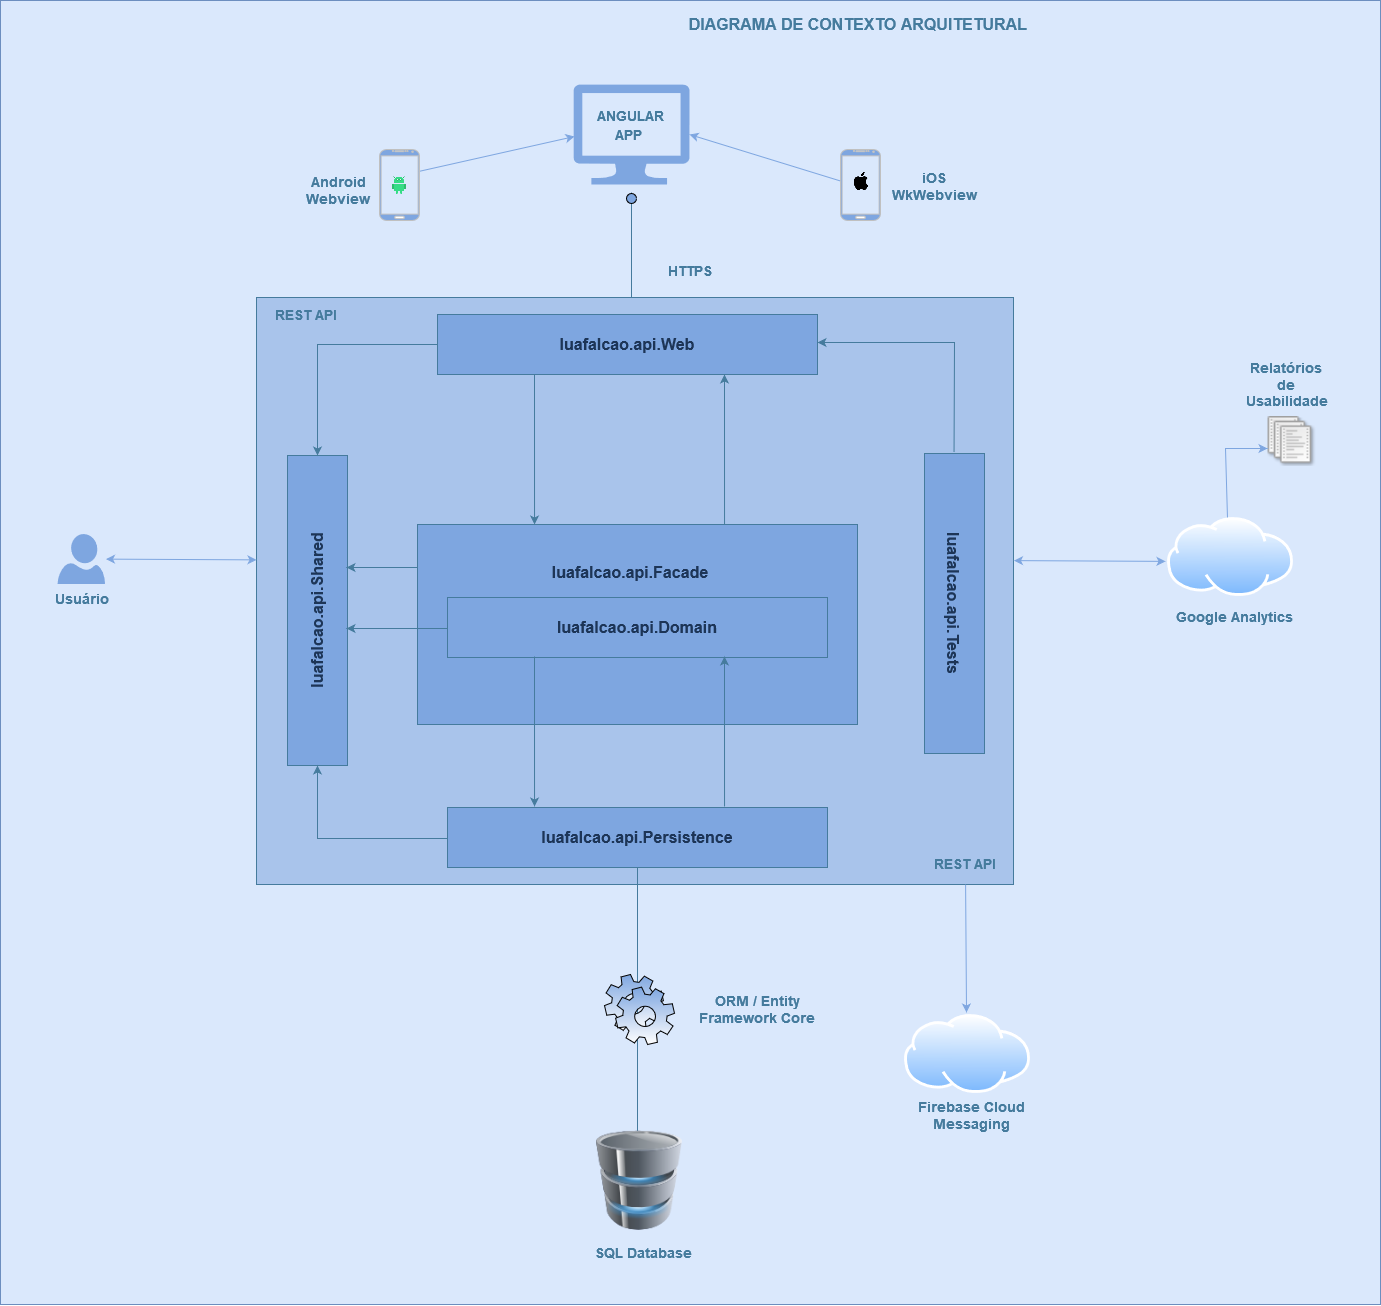 DIAGRAMA DE CONTEXTO ARQUITETURAL
ANGULAR
APP
Android
Webview
iOS
WkWebview
HTTPS
REST API
luafalcao.api.Web
Relatórios
de
Usabilidade
luafalcao.api.Shared
luafalcao.api.Facade
luafalcao.api.Domain
luafalcao.api.Tests
Usuário
Google Analytics
luafalcao.api.Persistence
REST API
ORM / Entity
Framework Core
Firebase Cloud
Messaging
SQL Database